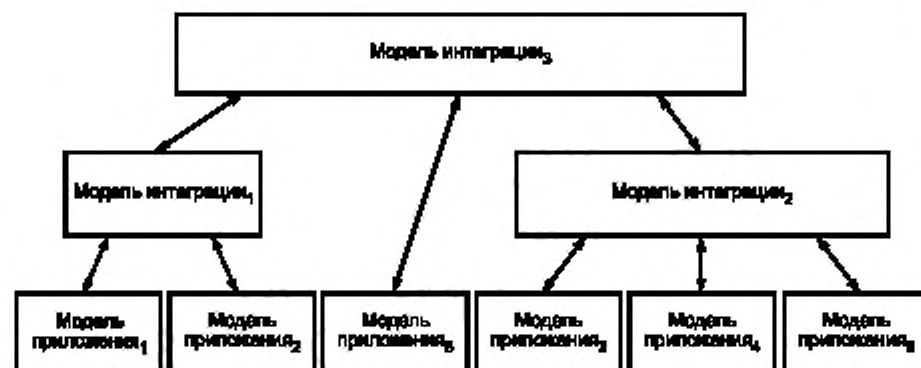 Модель интеграции₃
Модель интеграции₁
Модель интеграции₂
Модель
приложения₁
Модель
приложения₂
Модель
приложения
Модель
приложения₃
Модель
приложения₄
Модель
приложения